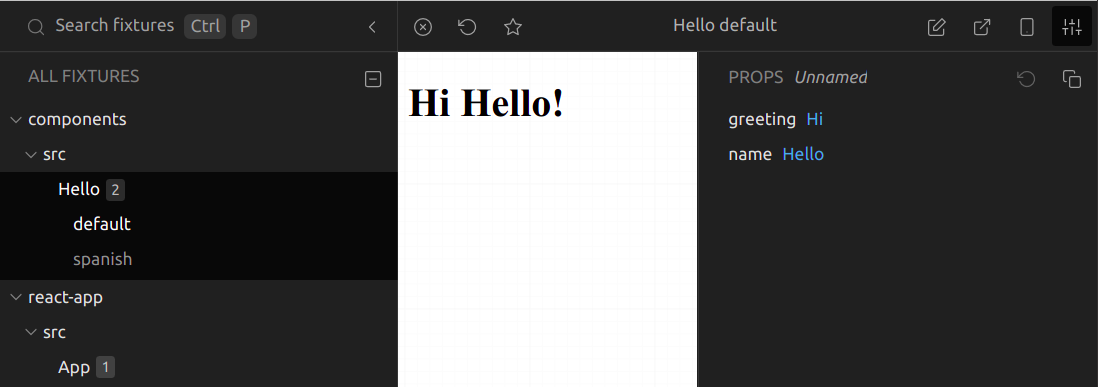 Search fixtures Ctrl P
Hello default
ALL FIXTURES
components
src
Hello 2
default
spanish
react-app
src
App 1
Hi Hello!
PROPS Unnamed
greeting Hi
name Hello